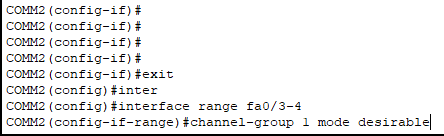 COMM2(config-if)#
COMM2(config-if)#
COMM2(config-if)#
COMM2(config-if)#
COMM2(config-if)#exit
COMM2(config)#inter
COMM2(config)#interface range fa0/3-4
COMM2(config-if-range)#channel-group 1 mode desirable